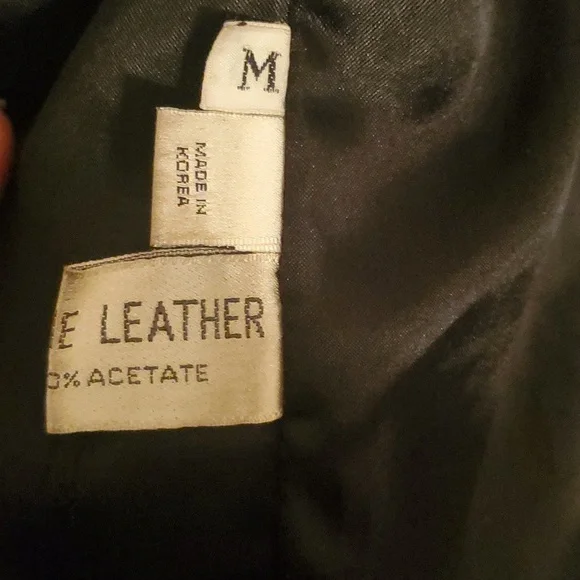 M
MADE IN
KOREA
E LEATHER
0% ACETATE